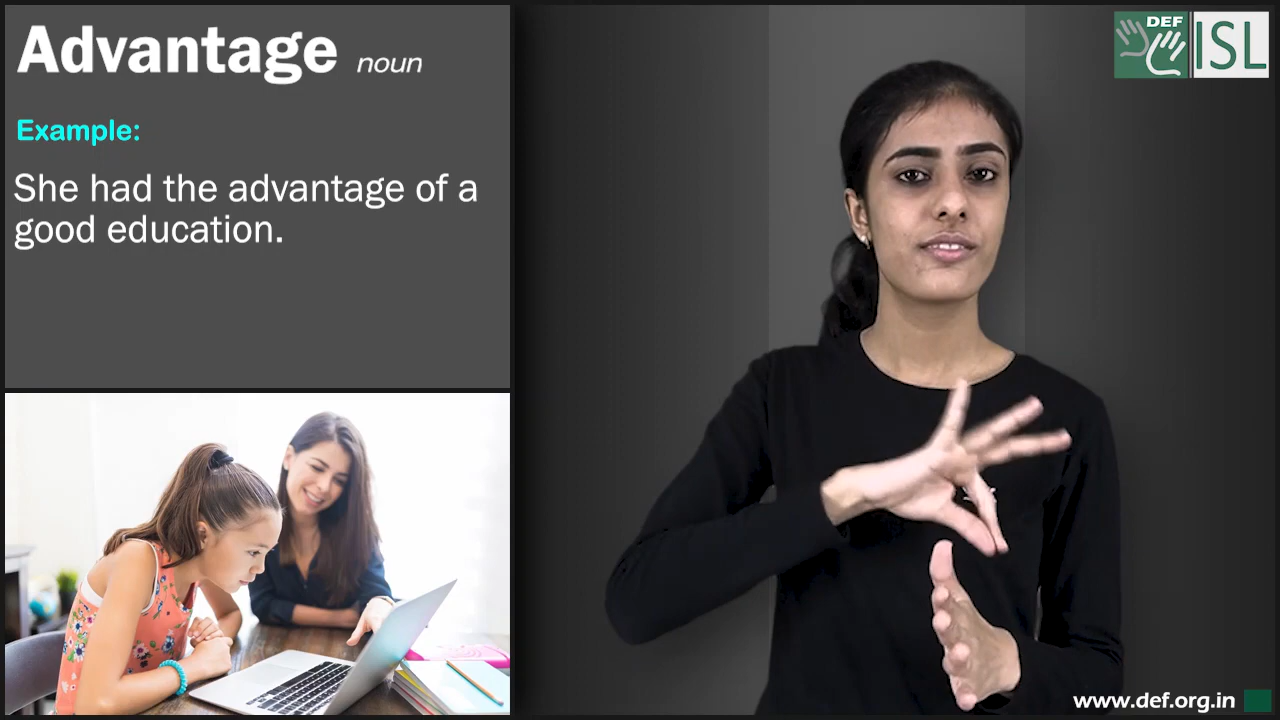 Advantage noun
Example:
She had the advantage of a
good education.
DEF
ISL
www.def.org.in